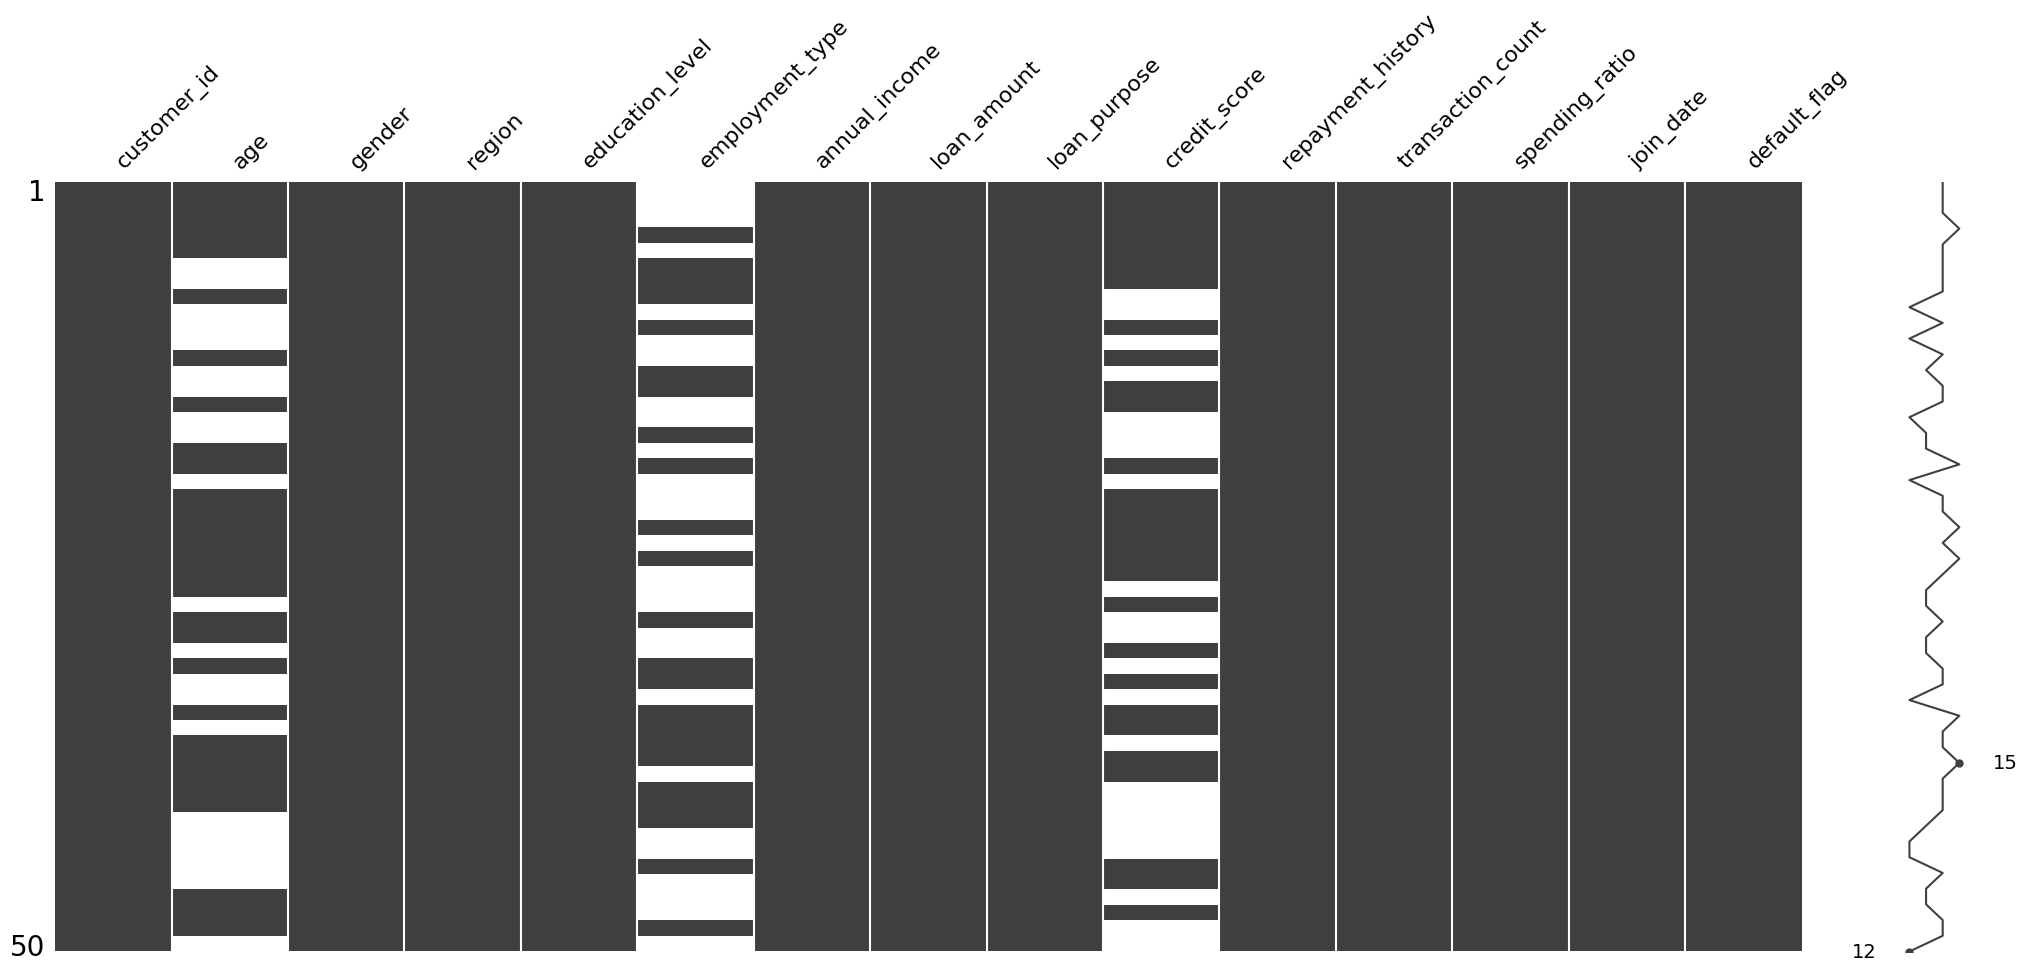 customer_id
age
gender
region
education_level
employment_type
annual_income
loan_amount
loan_purpose
credit_score
repayment_history
transaction_count
spending_ratio
join_date
default_flag
1
50
15
12